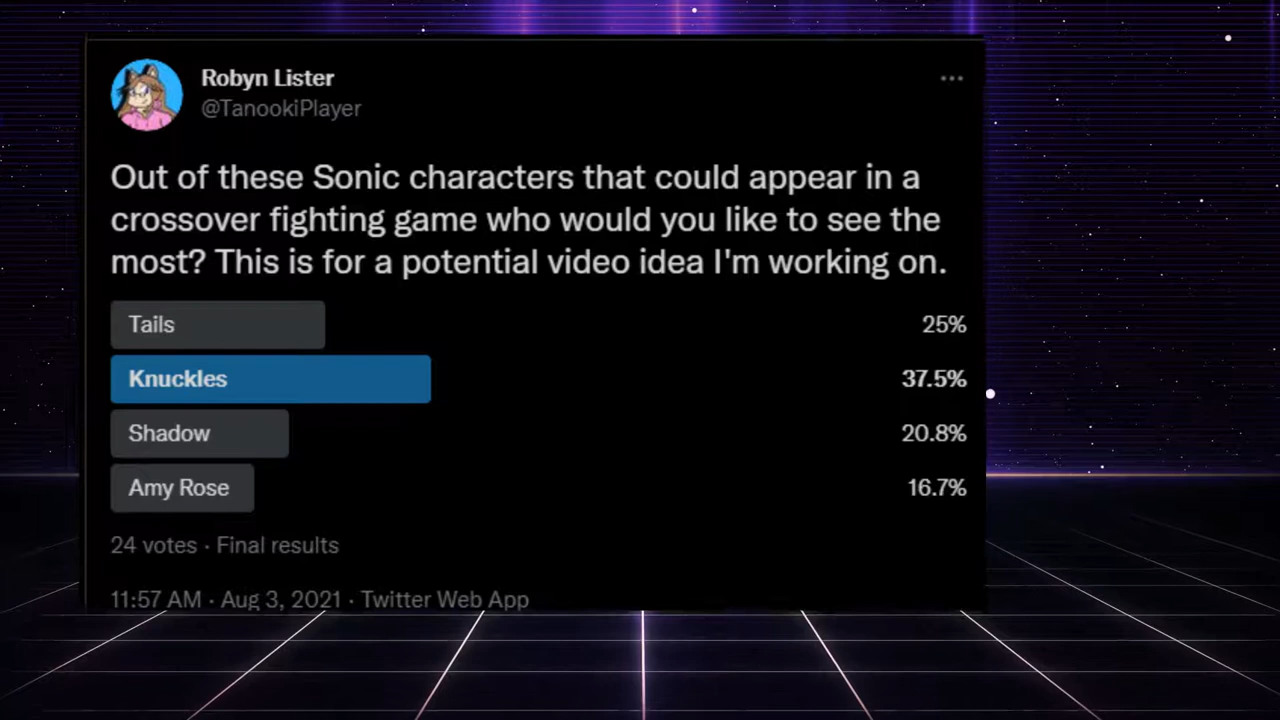 Robyn Lister
@TanookiPlayer
Out of these Sonic characters that could appear in a
crossover fighting game who would you like to see the
most? This is for a potential video idea I'm working on.
Tails 25%
Knuckles 37.5%
Shadow 20.8%
Amy Rose 16.7%
24 votes · Final results
11:57 AM · Aug 3, 2021 · Twitter Web App